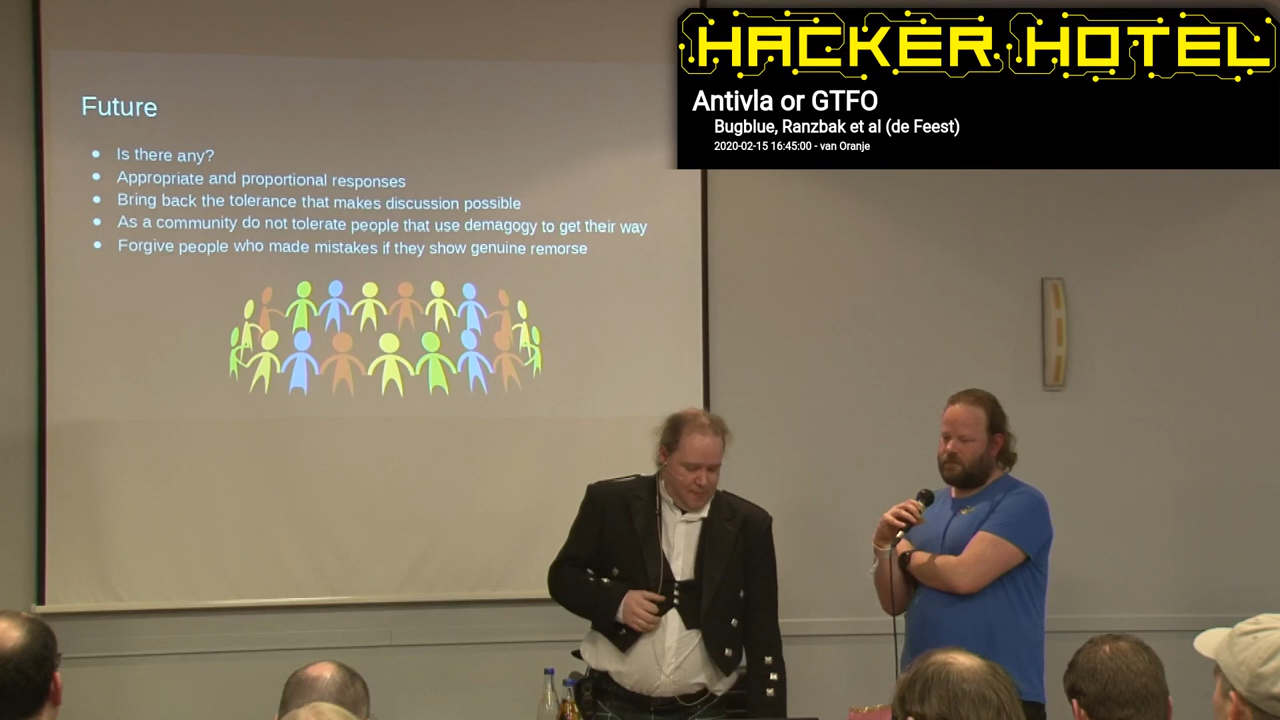 HACKER HOTEL
Antivla or GTFO
Bugblue, Ranzbak et al (de Feest)
2020-02-15 16:45:00 - van Oranje
Future
Is there any?
Appropriate and proportional responses
Bring back the tolerance that makes discussion possible
As a community do not tolerate people that use demagogy to get their way
Forgive people who made mistakes if they show genuine remorse